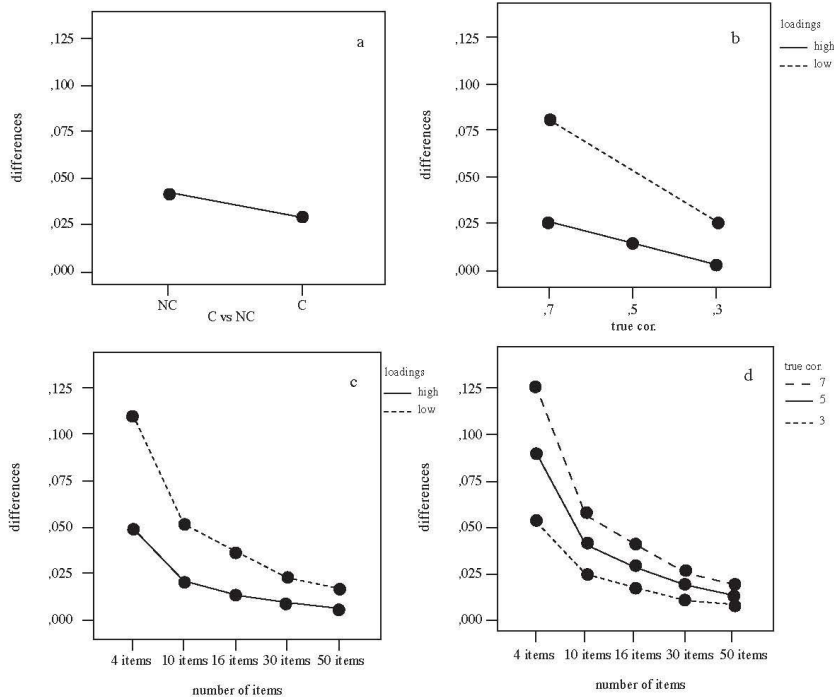 a
,125
,100
,075
,050
,025
,000
differences
NC
C
C vs NC
b
,125
,100
,075
,050
,025
,000
differences
,7
,5
,3
true cor.
loadings
high
low
c
,125
,100
,075
,050
,025
,000
differences
4 items
10 items
16 items
30 items
50 items
number of items
loadings
high
low
d
,125
,100
,075
,050
,025
,000
differences
4 items
10 items
16 items
30 items
50 items
number of items
true cor.
7
5
3